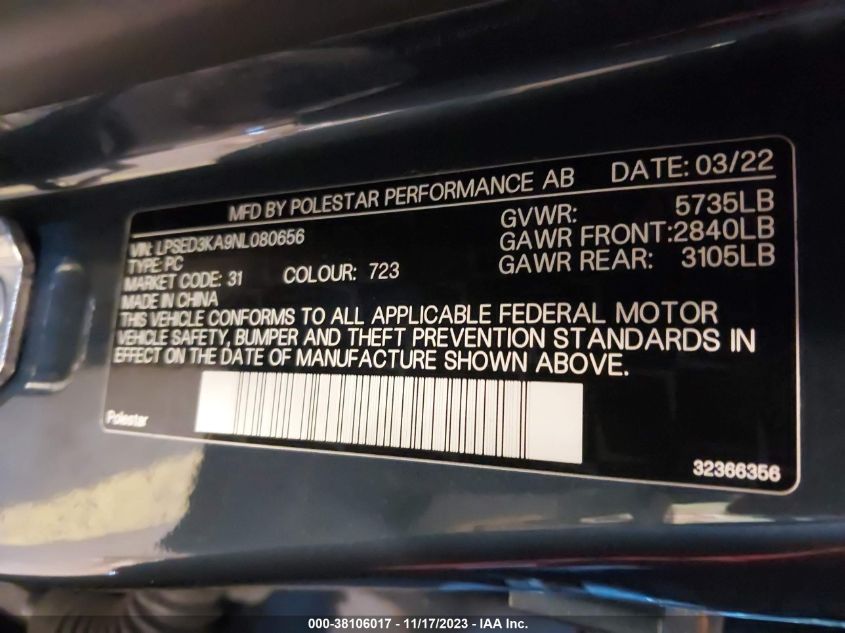 MFD BY POLESTAR PERFORMANCE AB DATE: 03/22
VIN: LPSED3KA9NL080656 GVWR: 5735LB
TYPE: PC GAWR FRONT: 2840LB
MARKET CODE: 31 COLOUR: 723 GAWR REAR: 3105LB
MADE IN CHINA
THIS VEHICLE CONFORMS TO ALL APPLICABLE FEDERAL MOTOR
VEHICLE SAFETY, BUMPER AND THEFT PREVENTION STANDARDS IN
EFFECT ON THE DATE OF MANUFACTURE SHOWN ABOVE.
Polestar
32366356
000-38106017 - 11/17/2023 - IAA Inc.